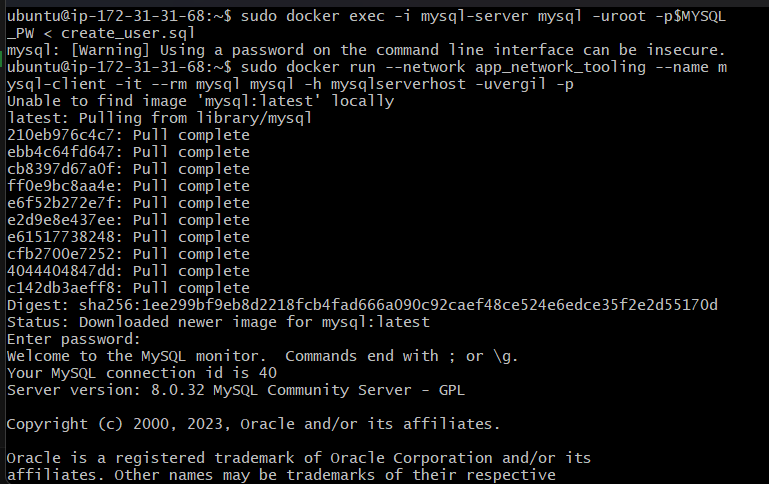 ubuntu@ip-172-31-31-68:~$ sudo docker exec -i mysql-server mysql -uroot -p$MYSQL
_PW < create_user.sql
mysql: [Warning] Using a password on the command line interface can be insecure.
ubuntu@ip-172-31-31-68:~$ sudo docker run --network app_network_tooling --name m
ysql-client -it --rm mysql mysql -h mysqlserverhost -uvergil -p
Unable to find image 'mysql:latest' locally
latest: Pulling from library/mysql
210eb976c4c7: Pull complete
ebb4c64fd647: Pull complete
cb8397d67a0f: Pull complete
ff0e9bc8aa4e: Pull complete
e6f52b272e7f: Pull complete
e2d9e8e437ee: Pull complete
e61517738248: Pull complete
cfb2700e7252: Pull complete
4044404847dd: Pull complete
c142db3aeff8: Pull complete
Digest: sha256:1ee299bf9eb8d2218fcb4fad666a090c92caef48ce524e6edce35f2e2d55170d
Status: Downloaded newer image for mysql:latest
Enter password:
Welcome to the MySQL monitor.  Commands end with ; or \g.
Your MySQL connection id is 40
Server version: 8.0.32 MySQL Community Server - GPL
Copyright (c) 2000, 2023, Oracle and/or its affiliates.
Oracle is a registered trademark of Oracle Corporation and/or its
affiliates. Other names may be trademarks of their respective